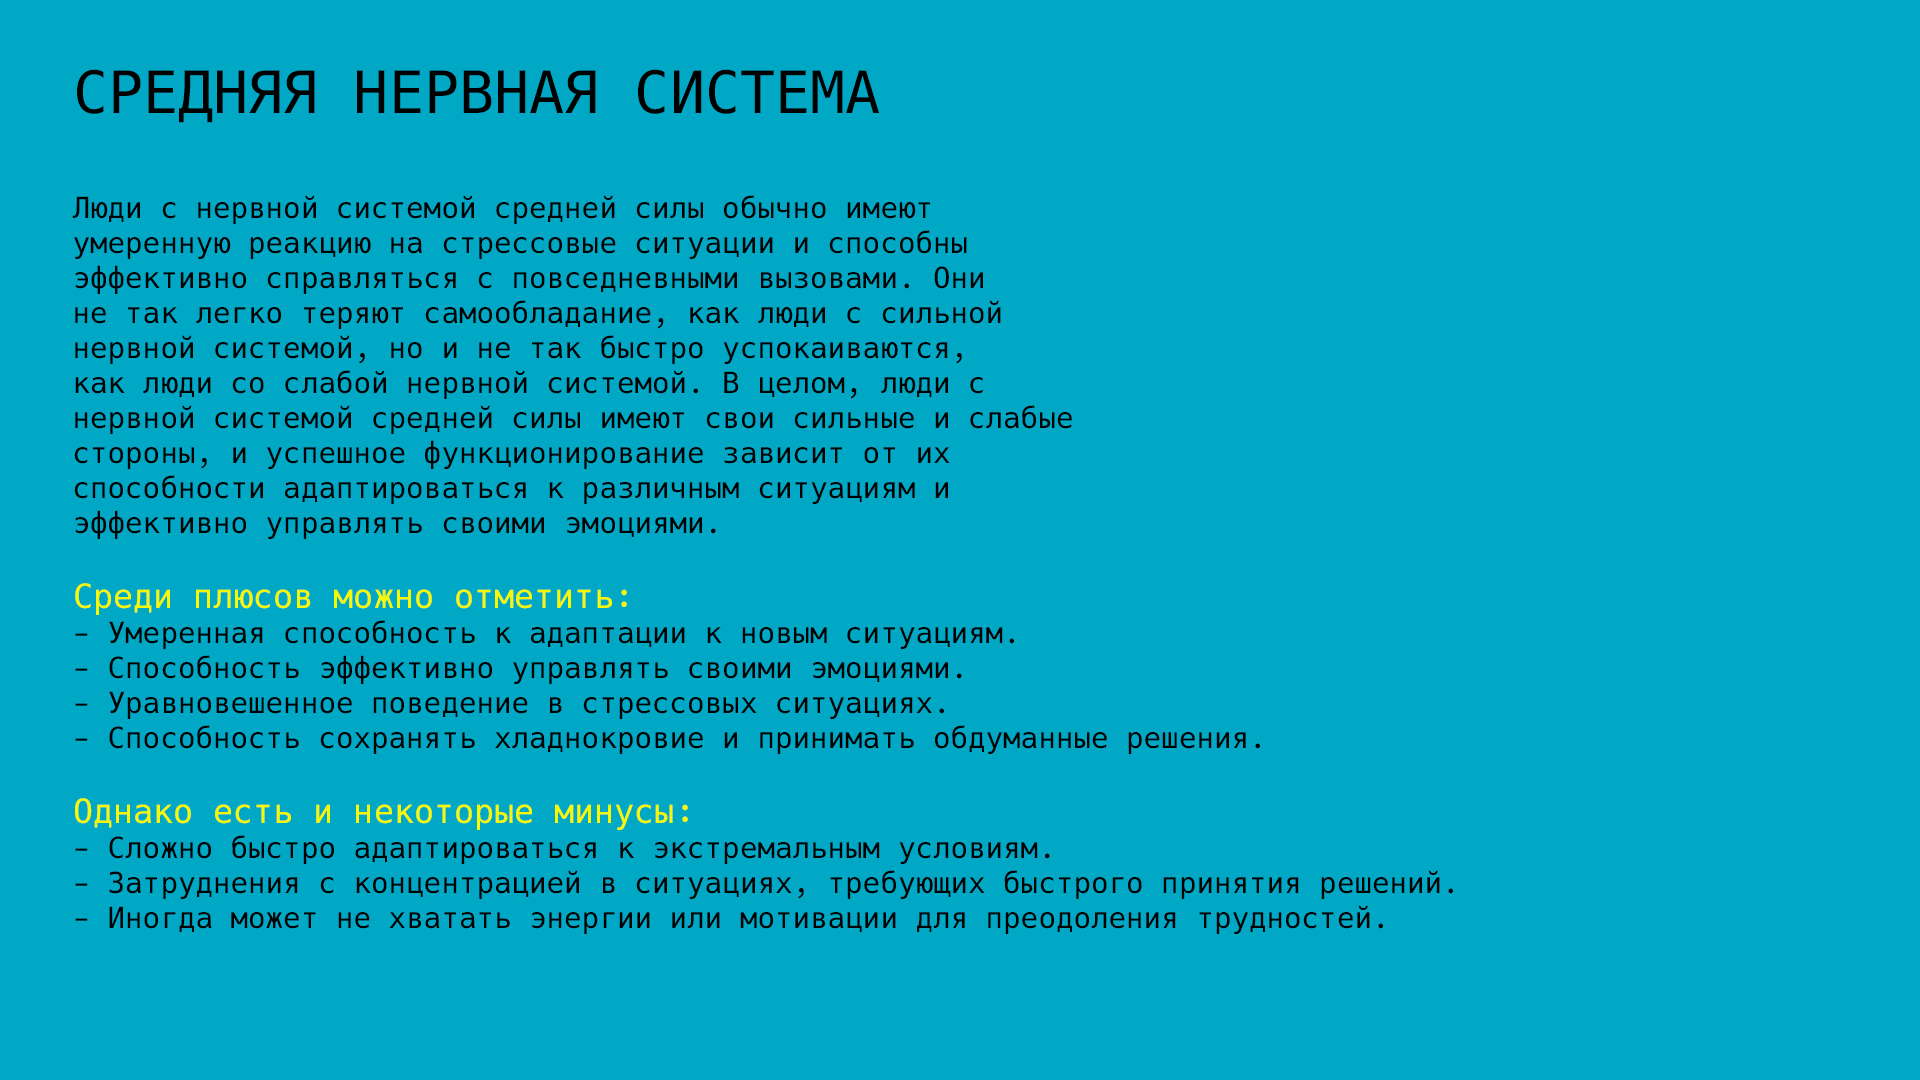 СРЕДНЯЯ НЕРВНАЯ СИСТЕМА
Люди с нервной системой средней силы обычно имеют
умеренную реакцию на стрессовые ситуации и способны
эффективно справляться с повседневными вызовами. Они
не так легко теряют самообладание, как люди с сильной
нервной системой, но и не так быстро успокаиваются,
как люди со слабой нервной системой. В целом, люди с
нервной системой средней силы имеют свои сильные и слабые
стороны, и успешное функционирование зависит от их
способности адаптироваться к различным ситуациям и
эффективно управлять своими эмоциями.
Среди плюсов можно отметить:
- Умеренная способность к адаптации к новым ситуациям.
- Способность эффективно управлять своими эмоциями.
- Уравновешенное поведение в стрессовых ситуациях.
- Способность сохранять хладнокровие и принимать обдуманные решения.
Однако есть и некоторые минусы:
- Сложно быстро адаптироваться к экстремальным условиям.
- Затруднения с концентрацией в ситуациях, требующих быстрого принятия решений.
- Иногда может не хватать энергии или мотивации для преодоления трудностей.